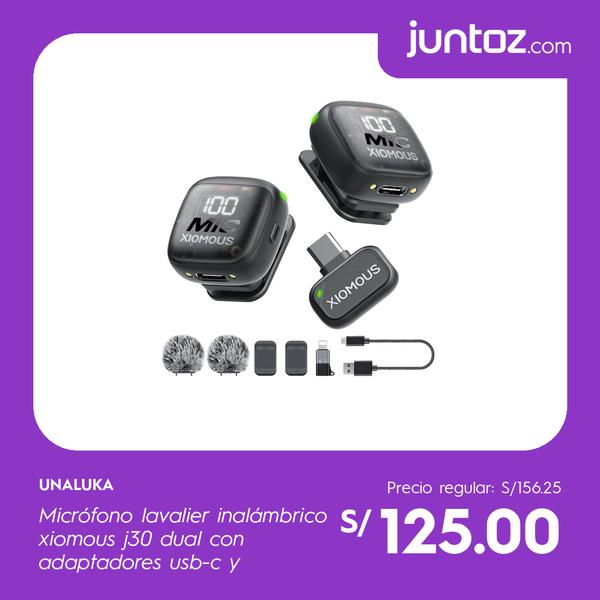 juntoz.com
100
MIC
XIOMOUS
100
MIC
XIOMOUS
XIOMOUS
UNALUKA
Micrófono lavalier inalámbrico
xiomous j30 dual con
adaptadores usb-c y
Precio regular: S/156.25
S/125.00